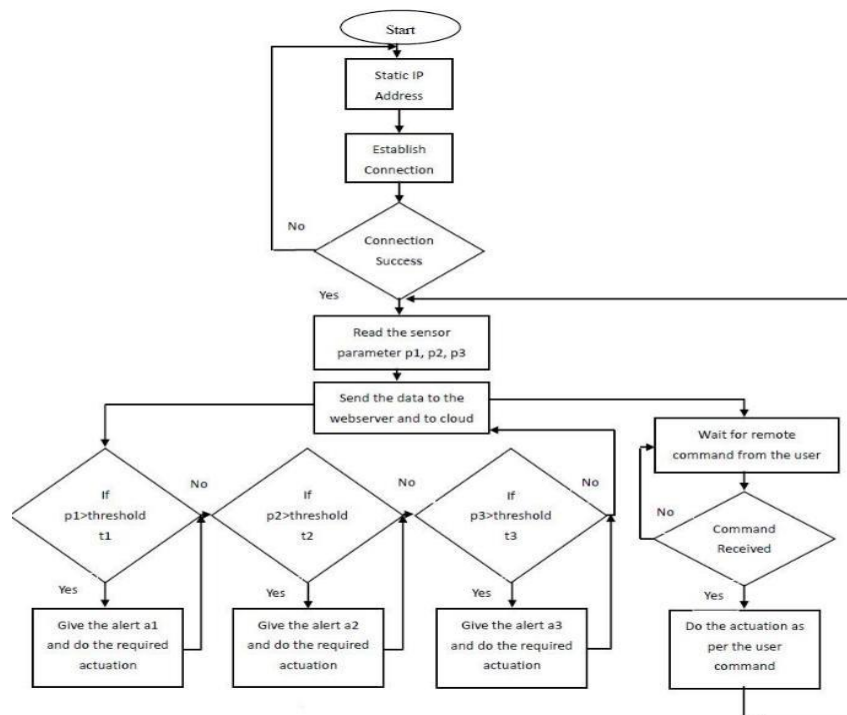 Start
Static IP
Address
Establish
Connection
No
Connection
Success
Yes
Read the sensor
parameter p1, p2, p3
Send the data to the
webserver and to cloud
Wait for remote
command from the user
If
p1>threshold
t1
No
If
p2>threshold
t2
No
If
p3>threshold
t3
No
No
Command
Received
Yes
Yes
Yes
Yes
Give the alert a1
and do the required
actuation
Give the alert a2
and do the required
actuation
Give the alert a3
and do the required
actuation
Do the actuation as
per the user
command